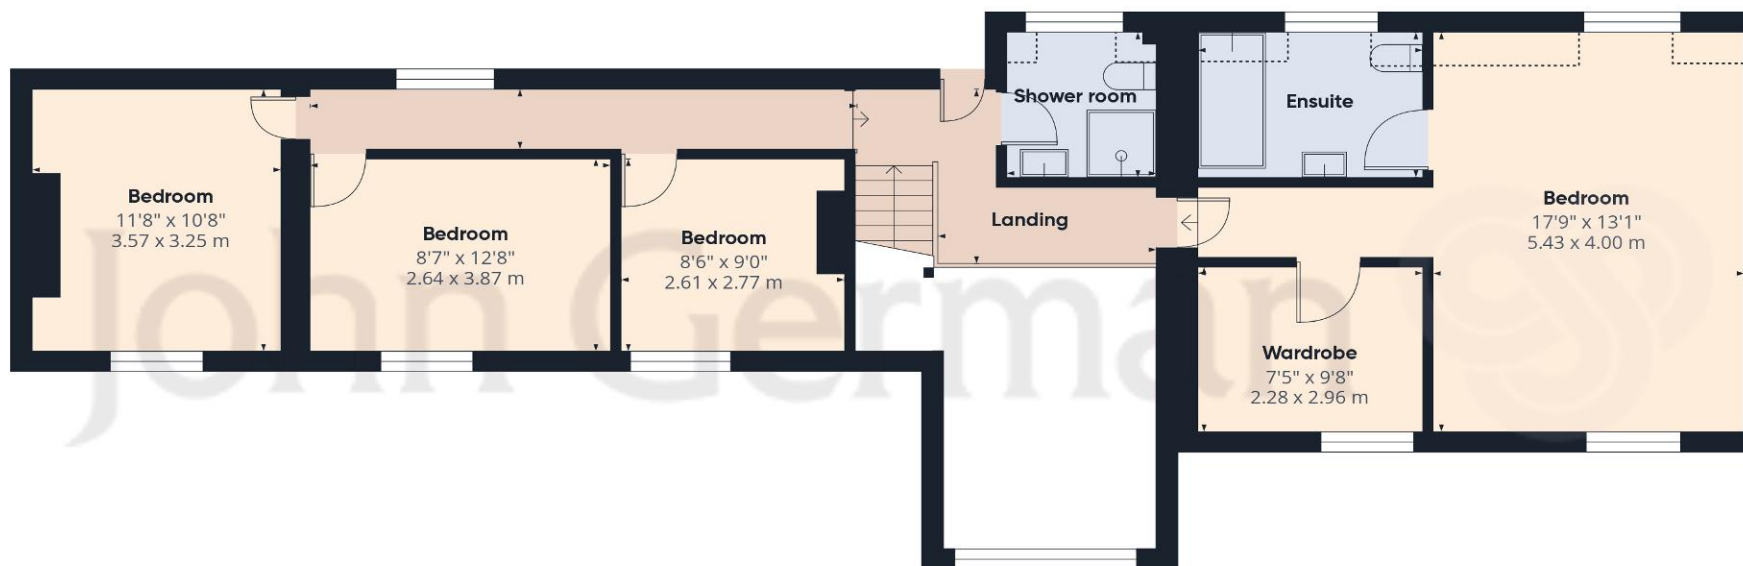 Bedroom
11'8" x 10'8"
3.57 x 3.25 m
Bedroom
8'7" x 12'8"
2.64 x 3.87 m
Bedroom
8'6" x 9'0"
2.61 x 2.77 m
Shower room
Landing
Ensuite
Bedroom
17'9" x 13'1"
5.43 x 4.00 m
Wardrobe
7'5" x 9'8"
2.28 x 2.96 m
John German